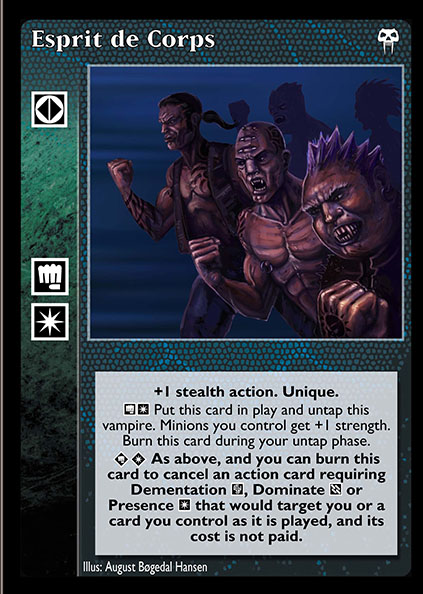 Esprit de Corps
+1 stealth action. Unique.
Put this card in play and untap this
vampire. Minions you control get +1 strength.
Burn this card during your untap phase.
As above, and you can burn this
card to cancel an action card requiring
Dementation , Dominate or
Presence that would target you or a
card you control as it is played, and its
cost is not paid.
Illus: August Bøgedal Hansen